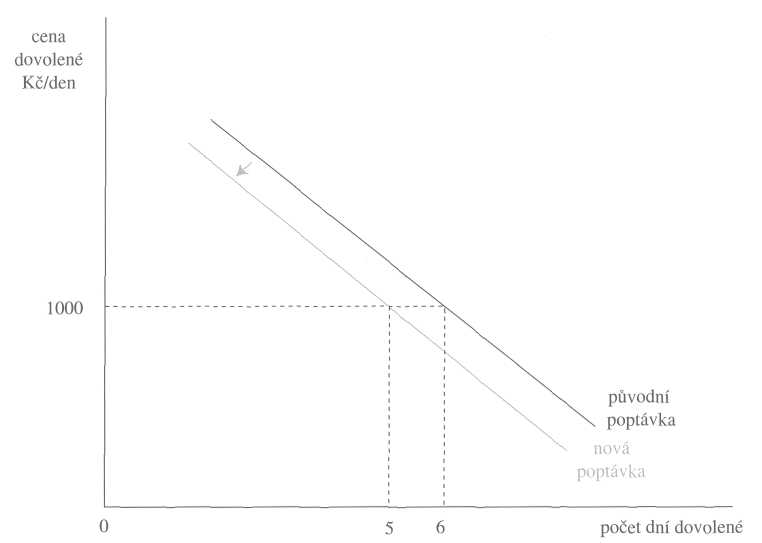 cena
dovolené
Kč/den
1000
původní
poptávka
nová
poptávka
0
5
6
počet dní dovolené